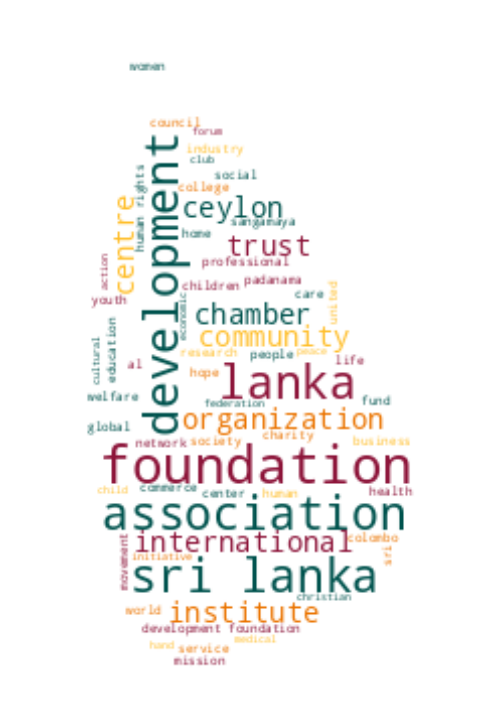 women
council
forum
industry
club
social
college
human rights
development
centre
ceylon
sangamaya
home
trust
professional
action
children
padanama
care
youth
economic
united
chamber
community
cultural
education
research
people
peace
life
al
hope
lanka
welfare
federation
fund
organization
global
charity
network
society
business
foundation
child
commerce
center
human
health
association
movement
international
colombo
sri
initiative
sri lanka
christian
world
institute
development foundation
medical
hand
service
mission